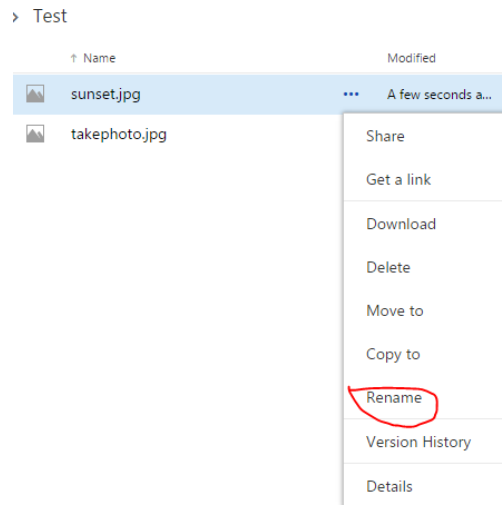 › Test
↑ Name Modified
sunset.jpg ••• A few seconds a...
takephoto.jpg
Share
Get a link
Download
Delete
Move to
Copy to
Rename
Version History
Details